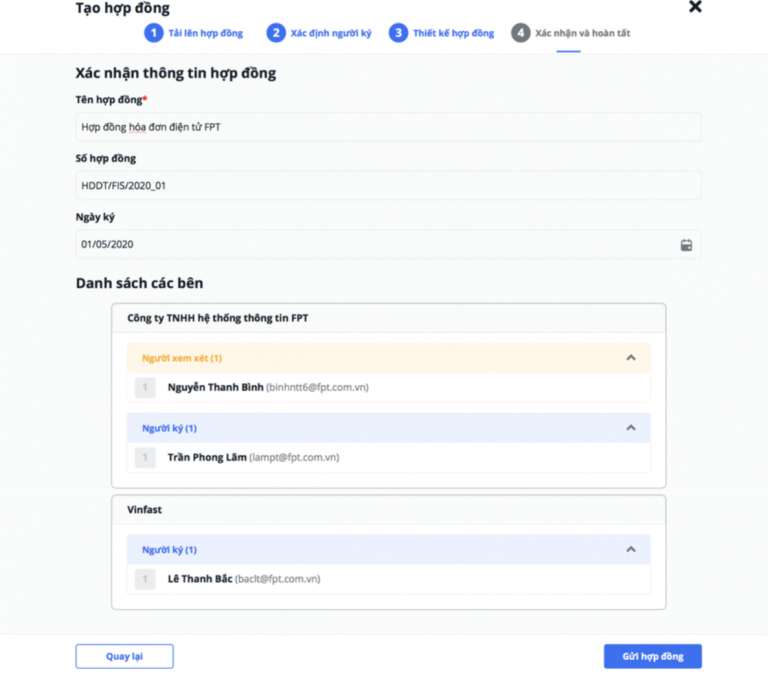 Tạo hợp đồng
1 Tải lên hợp đồng 2 Xác định người ký 3 Thiết kế hợp đồng 4 Xác nhận và hoàn tất
Xác nhận thông tin hợp đồng
Tên hợp đồng*
Hợp đồng hóa đơn điện tử FPT
Số hợp đồng
HDDT/FIS/2020_01
Ngày ký
01/05/2020
Danh sách các bên
Công ty TNHH hệ thống thông tin FPT
Người xem xét (1)
1 Nguyễn Thanh Bình (binhntt6@fpt.com.vn)
Người ký (1)
1 Trần Phong Lãm (lampt@fpt.com.vn)
Vinfast
Người ký (1)
1 Lê Thanh Bắc (baclt@fpt.com.vn)
Quay lại Gửi hợp đồng